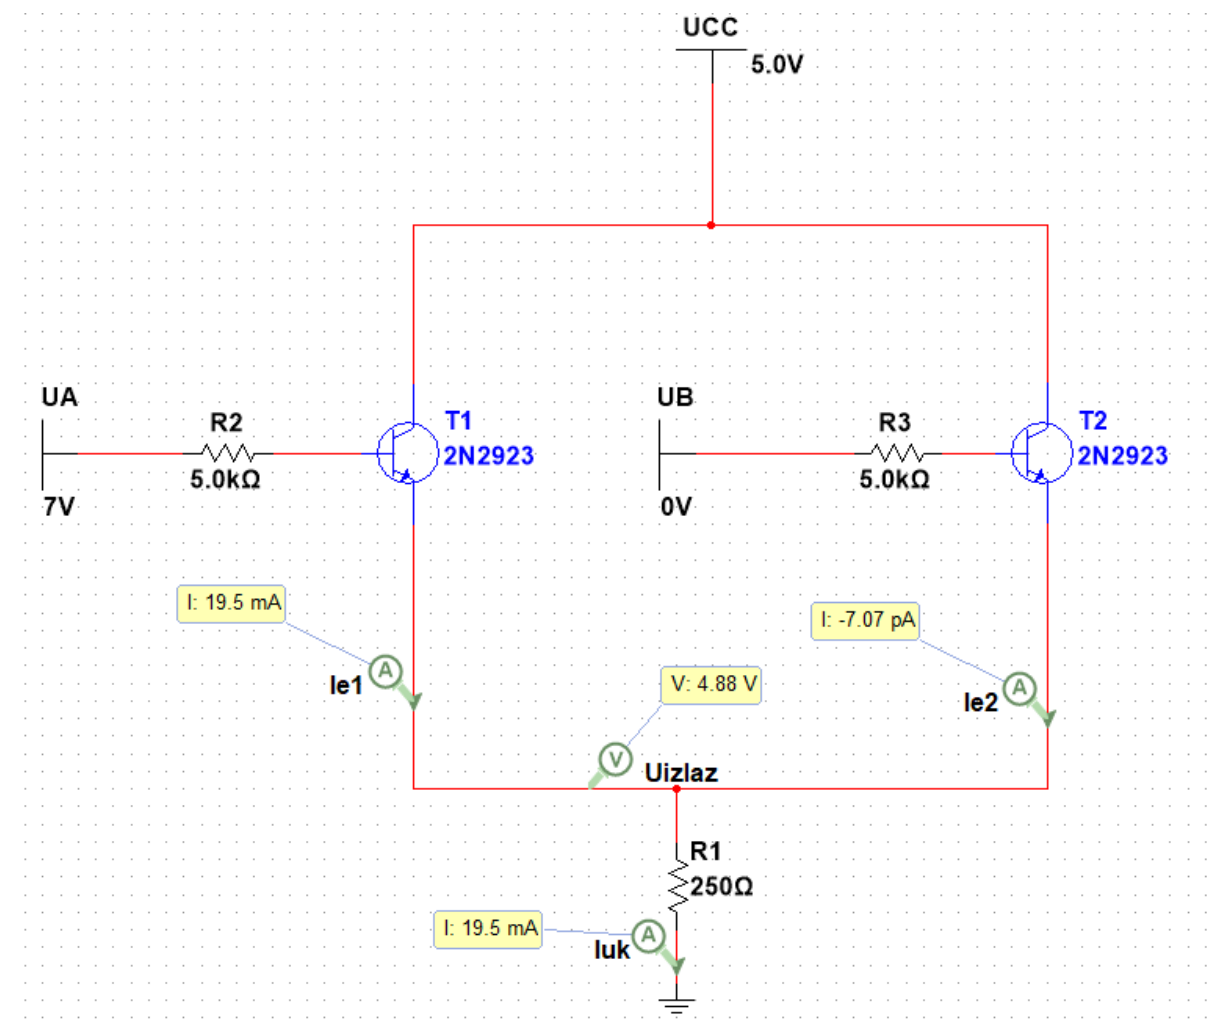 UCC
5.0V
UA
R2
5.0kΩ
7V
T1
2N2923
UB
R3
5.0kΩ
0V
T2
2N2923
I: 19.5 mA
A
Ie1
I: -7.07 pA
A
Ie2
V: 4.88 V
V
Uizlaz
R1
250Ω
I: 19.5 mA
A
Iuk